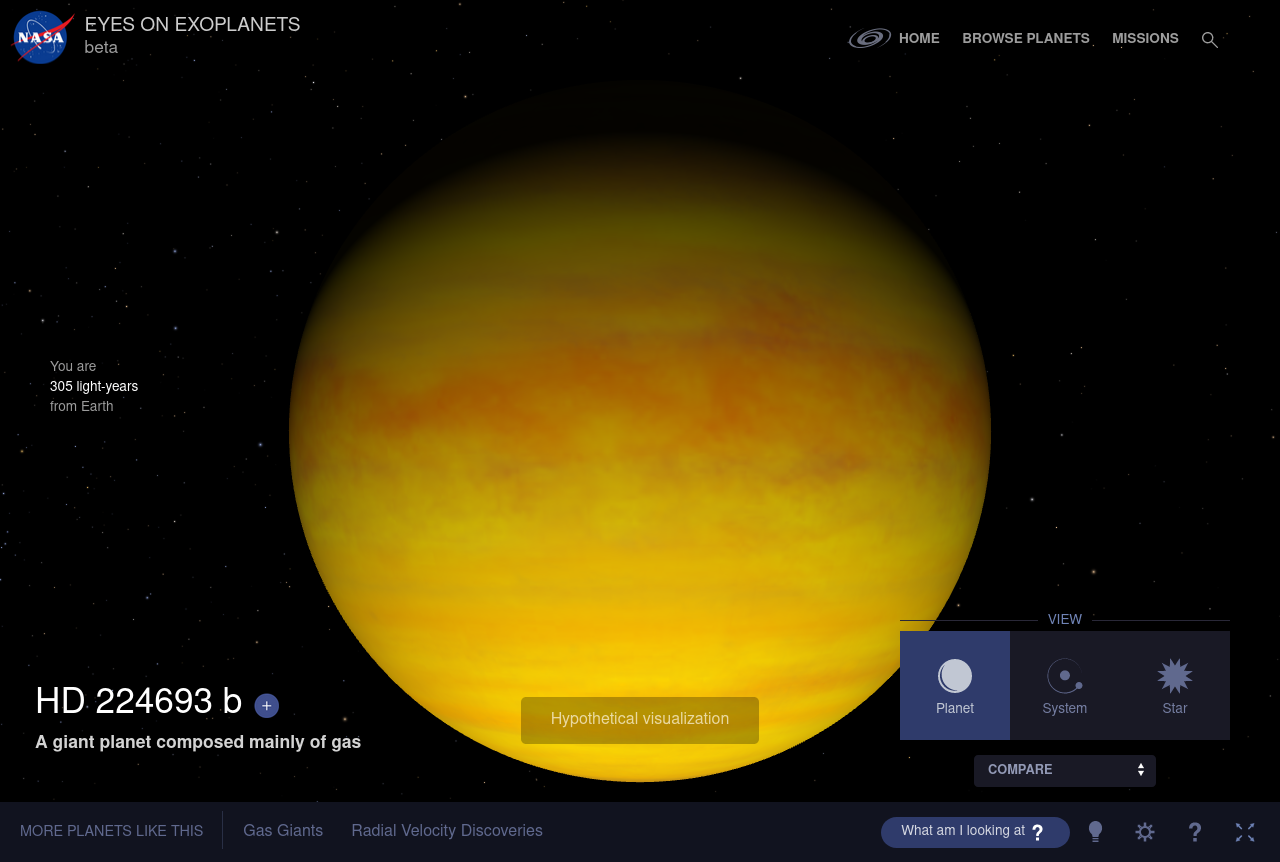 NASA
EYES ON EXOPLANETS
beta
HOME
BROWSE PLANETS
MISSIONS
You are
305 light-years
from Earth
VIEW
Planet
System
Star
HD 224693 b +
A giant planet composed mainly of gas
Hypothetical visualization
COMPARE
MORE PLANETS LIKE THIS
Gas Giants
Radial Velocity Discoveries
What am I looking at ?
?